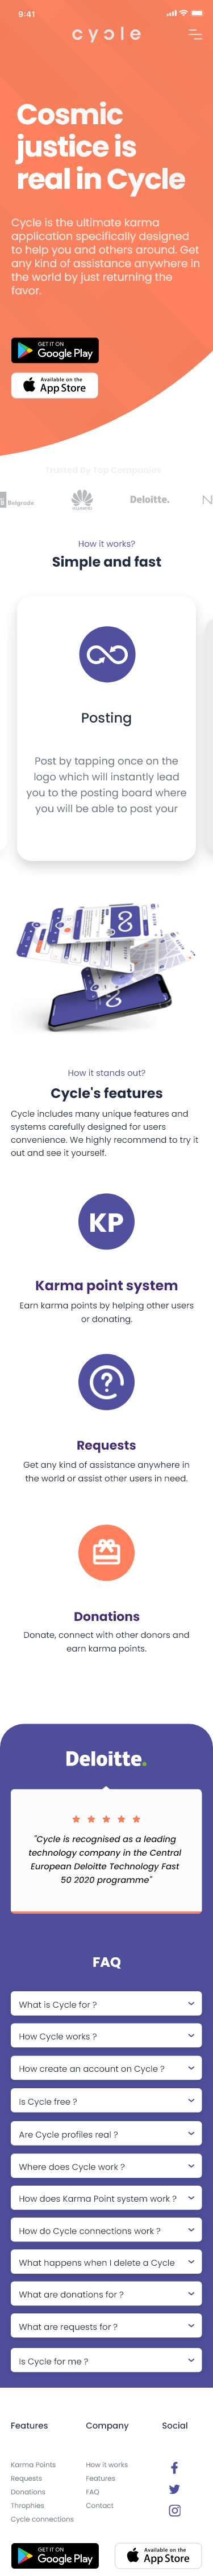 9:41
cycle
Cosmic
justice is
real in Cycle
Cycle is the ultimate karma
application specifically designed
to help you and others around. Get
any kind of assistance anywhere in
the world by just returning the
favor.
GET IT ON
Google Play
Available on the
App Store
Trusted By Top Companies
Belgrade
HUAWEI
Deloitte.
N
How it works?
Simple and fast
Posting
Post by tapping once on the
logo which will instantly lead
you to the posting board where
you will be able to post your
How it stands out?
Cycle's features
Cycle includes many unique features and
systems carefully designed for users
convenience. We highly recommend to try it
out and see it yourself.
KP
Karma point system
Earn karma points by helping other users
or donating.
Requests
Get any kind of assistance anywhere in
the world or assist other users in need.
Donations
Donate, connect with other donors and
earn karma points.
Deloitte.
"Cycle is recognised as a leading
technology company in the Central
European Deloitte Technology Fast
50 2020 programme"
FAQ
What is Cycle for ?
How Cycle works ?
How create an account on Cycle ?
Is Cycle free ?
Are Cycle profiles real ?
Where does Cycle work ?
How does Karma Point system work ?
How do Cycle connections work ?
What happens when I delete a Cycle
What are donations for ?
What are requests for ?
Is Cycle for me ?
Features
Company
Social
Karma Points
How it works
Requests
Features
Donations
FAQ
Throphies
Contact
Cycle connections
GET IT ON
Google Play
Available on the
App Store